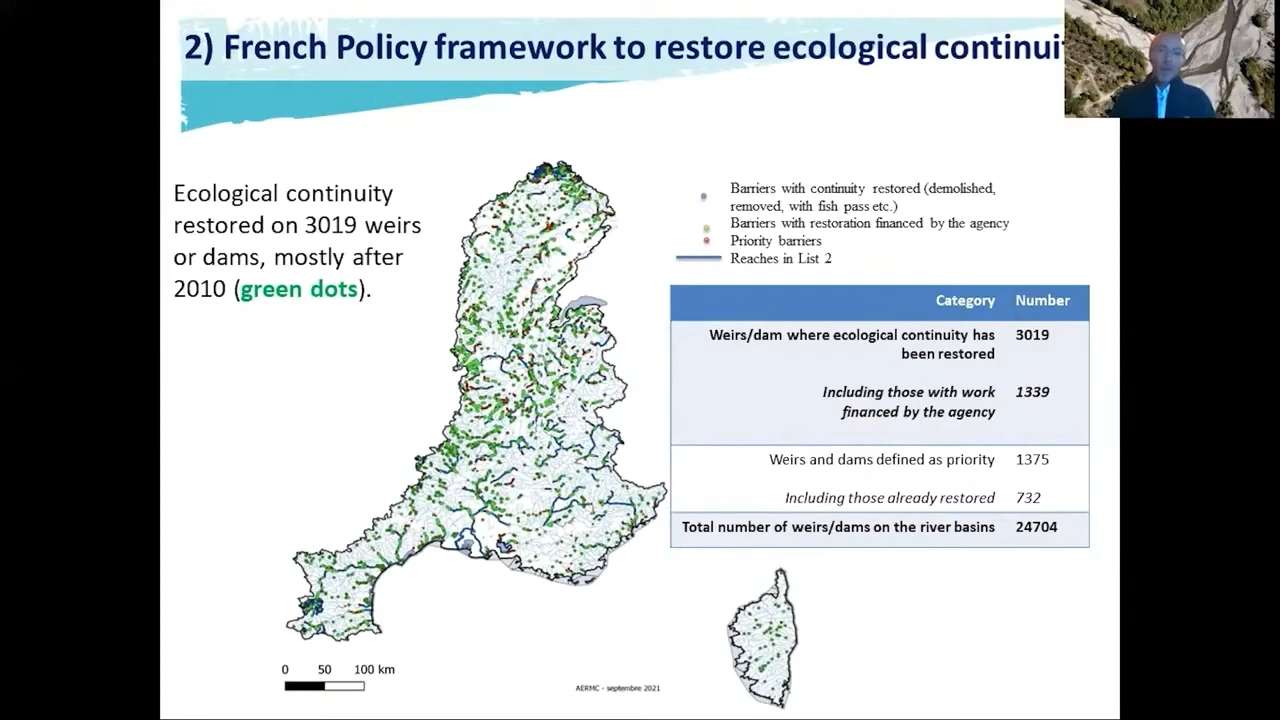 2) French Policy framework to restore ecological continui
Ecological continuity
restored on 3019 weirs
or dams, mostly after
2010 (green dots).
Barriers with continuity restored (demolished,
removed, with fish pass etc.)
Barriers with restoration financed by the agency
Priority barriers
Reaches in List 2
Category Number
Weirs/dam where ecological continuity has 3019
been restored
Including those with work 1339
financed by the agency
Weirs and dams defined as priority 1375
Including those already restored 732
Total number of weirs/dams on the river basins 24704
0 50 100 km
AERMC - septembre 2021